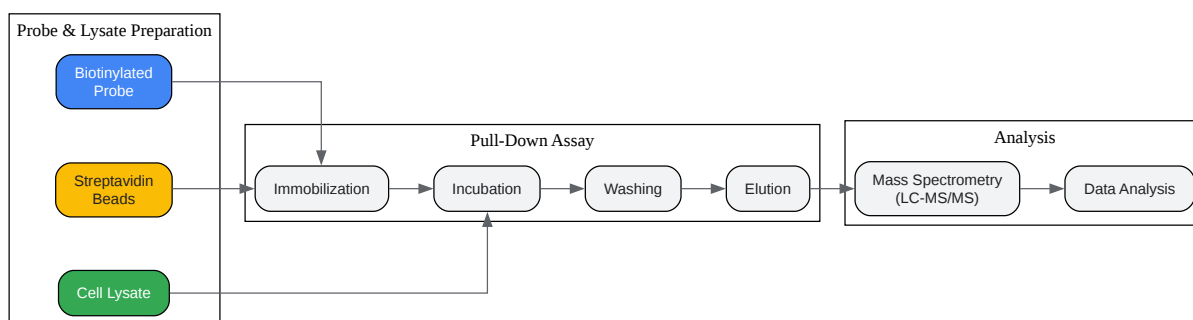 Probe & Lysate Preparation
Biotinylated
Probe
Streptavidin
Beads
Cell Lysate
Pull-Down Assay
Immobilization
Incubation
Washing
Elution
Analysis
Mass Spectrometry
(LC-MS/MS)
Data Analysis